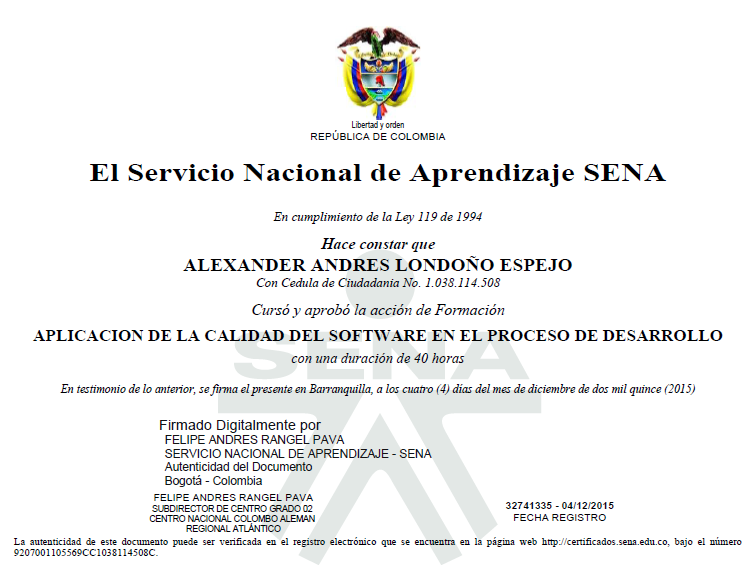 Libertad y orden
REPÚBLICA DE COLOMBIA
El Servicio Nacional de Aprendizaje SENA
En cumplimiento de la Ley 119 de 1994
Hace constar que
ALEXANDER ANDRES LONDOÑO ESPEJO
Con Cedula de Ciudadania No. 1.038.114.508
Cursó y aprobó la acción de Formación
APLICACION DE LA CALIDAD DEL SOFTWARE EN EL PROCESO DE DESARROLLO
SENA
con una duración de 40 horas
En testimonio de lo anterior, se firma el presente en Barranquilla, a los cuatro (4) días del mes de diciembre de dos mil quince (2015)
Firmado Digitalmente por
FELIPE ANDRES RANGEL PAVA
SERVICIO NACIONAL DE APRENDIZAJE - SENA
Autenticidad del Documento
Bogotá - Colombia
FELIPE ANDRES RANGEL PAVA
SUBDIRECTOR DE CENTRO GRADO 02
CENTRO NACIONAL COLOMBO ALEMAN
REGIONAL ATLÁNTICO
32741335 - 04/12/2015
FECHA REGISTRO
La autenticidad de este documento puede ser verificada en el registro electrónico que se encuentra en la página web http://certificados.sena.edu.co, bajo el número
9207001105569CC1038114508C.